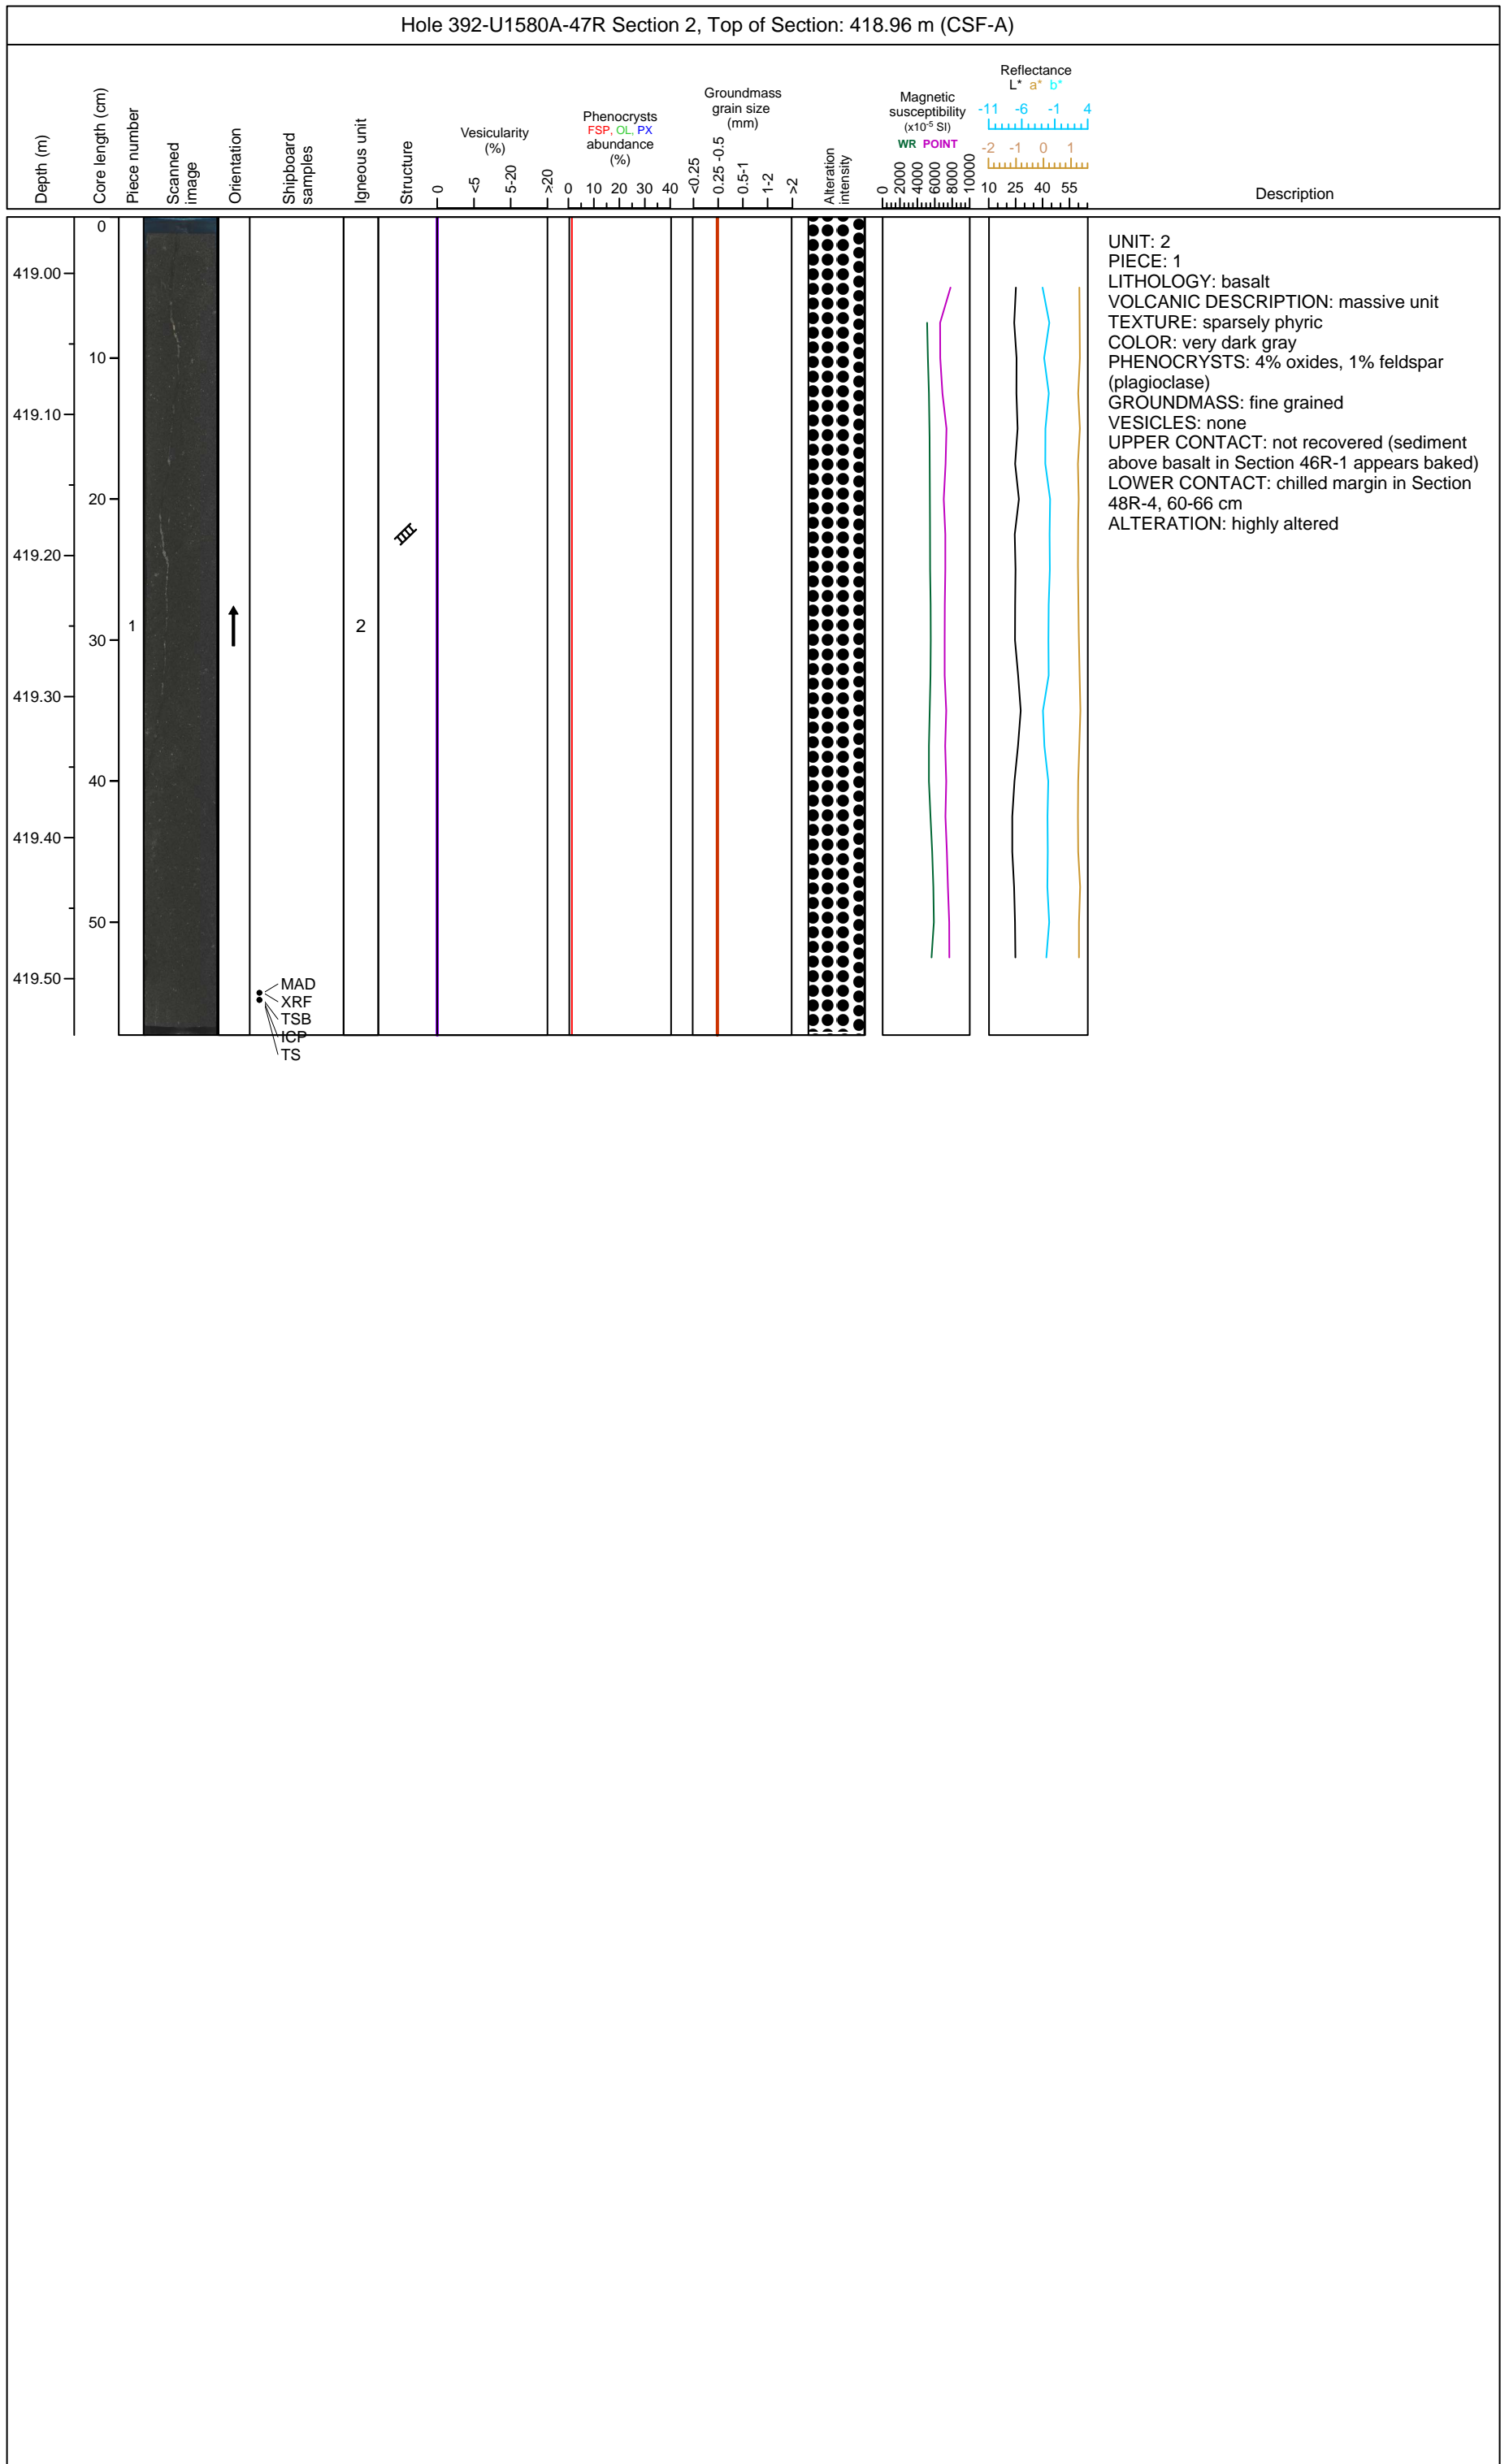 Hole 392-U1580A-47R Section 2, Top of Section: 418.96 m (CSF-A)
Depth (m)
Core length (cm)
Piece number
Scanned
image
Orientation
Shipboard
samples
Igneous unit
Structure
Vesicularity
(%)
0 <5 5-20 >20
Phenocrysts
FSP, OL, PX
abundance
(%)
0 10 20 30 40
Groundmass
grain size
(mm)
<0.25 0.25 -0.5 0.5-1 1-2 >2
Alteration
intensity
Magnetic
susceptibility
(x10-5 SI)
WR POINT
0 2000 4000 6000 8000 10000
Reflectance
L* a* b*
-11 -6 -1 4
-2 -1 0 1
10 25 40 55
Description
0
419.00
10
419.10
20
419.20
1
2
30
419.30
40
419.40
50
419.50
MAD
XRF
TSB
ICP
TS
UNIT: 2
PIECE: 1
LITHOLOGY: basalt
VOLCANIC DESCRIPTION: massive unit
TEXTURE: sparsely phyric
COLOR: very dark gray
PHENOCRYSTS: 4% oxides, 1% feldspar
(plagioclase)
GROUNDMASS: fine grained
VESICLES: none
UPPER CONTACT: not recovered (sediment
above basalt in Section 46R-1 appears baked)
LOWER CONTACT: chilled margin in Section
48R-4, 60-66 cm
ALTERATION: highly altered